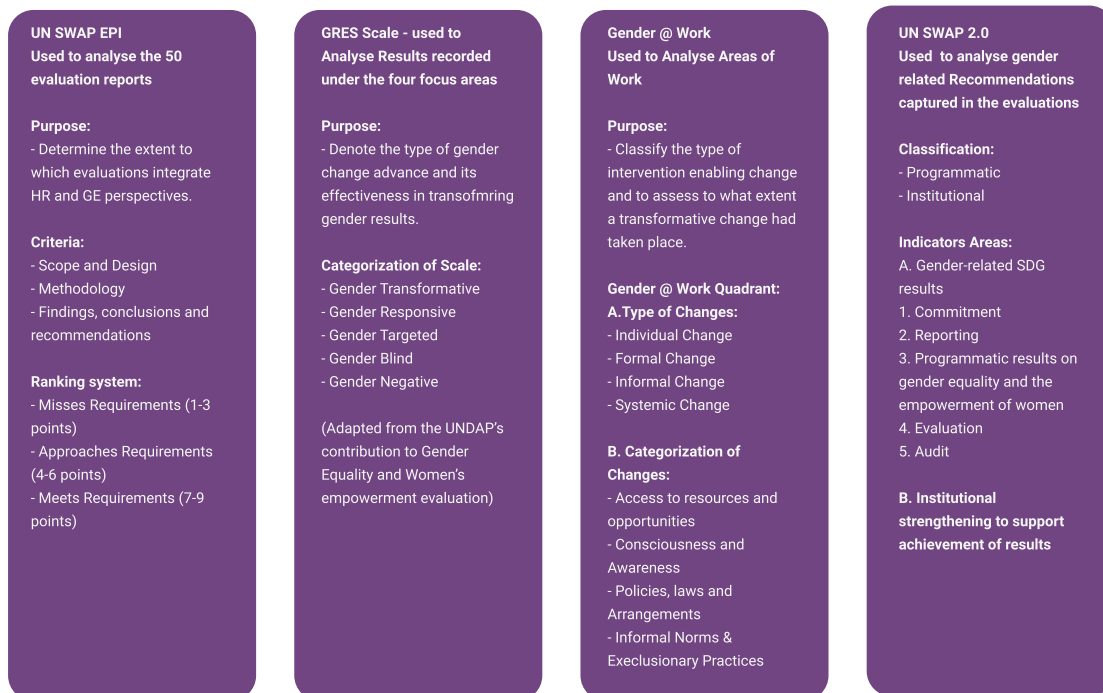 UN SWAP EPI
Used to analyse the 50
evaluation reports
Purpose:
- Determine the extent to
which evaluations integrate
HR and GE perspectives.
Criteria:
- Scope and Design
- Methodology
- Findings, conclusions and
recommendations
Ranking system:
- Misses Requirements (1-3
points)
- Approaches Requirements
(4-6 points)
- Meets Requirements (7-9
points)
GRES Scale - used to
Analyse Results recorded
under the four focus areas
Purpose:
- Denote the type of gender
change advance and its
effectiveness in transofmring
gender results.
Categorization of Scale:
- Gender Transformative
- Gender Responsive
- Gender Targeted
- Gender Blind
- Gender Negative
(Adapted from the UNDAP's
contribution to Gender
Equality and Women's
empowerment evaluation)
Gender @ Work
Used to Analyse Areas of
Work
Purpose:
- Classify the type of
intervention enabling change
and to assess to what extent
a transformative change had
taken place.
Gender @ Work Quadrant:
A.Type of Changes:
- Individual Change
- Formal Change
- Informal Change
- Systemic Change
B. Categorization of
Changes:
- Access to resources and
opportunities
- Consciousness and
Awareness
- Policies, laws and
Arrangements
- Informal Norms &
Execlusionary Practices
UN SWAP 2.0
Used  to analyse gender
related Recommendations
captured in the evaluations
Classification:
- Programmatic
- Institutional
Indicators Areas:
A. Gender-related SDG
results
1. Commitment
2. Reporting
3. Programmatic results on
gender equality and the
empowerment of women
4. Evaluation
5. Audit
B. Institutional
strengthening to support
achievement of results